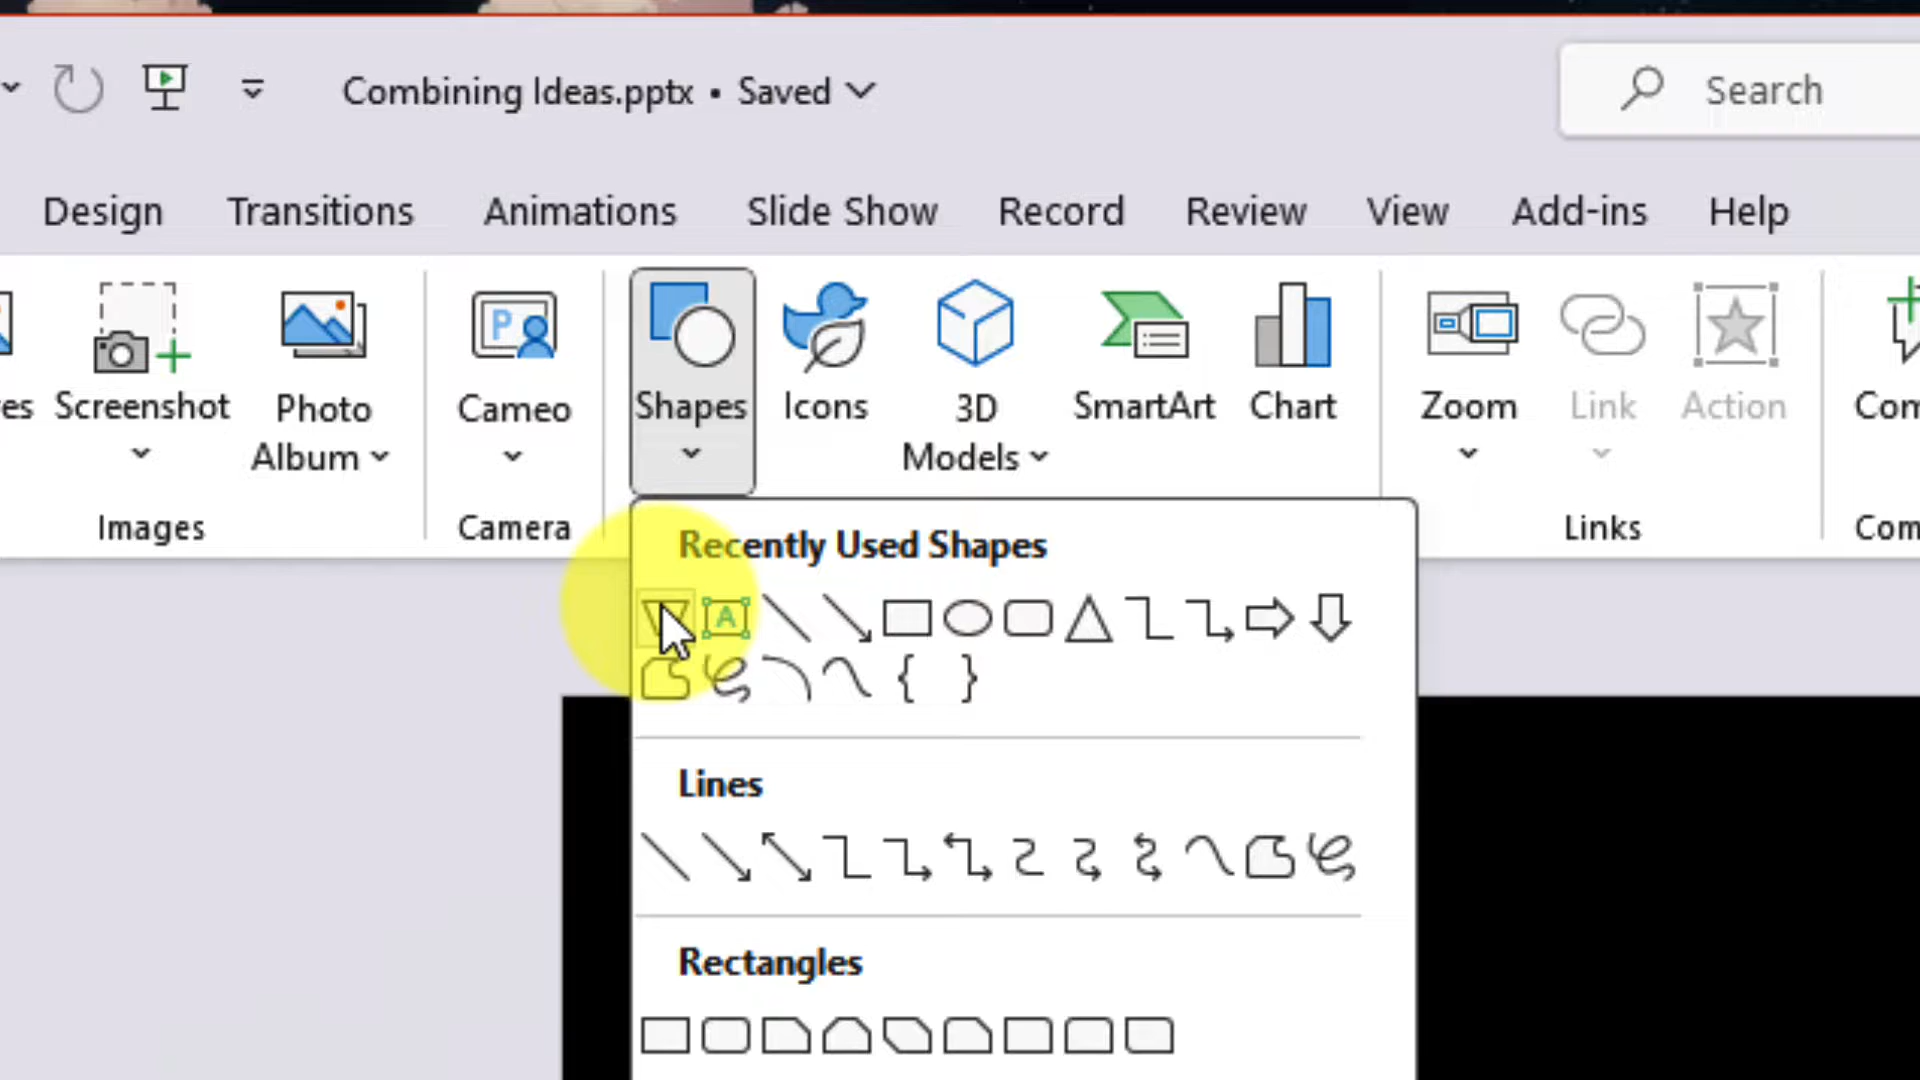 Combining Ideas.pptx • Saved
Search
Design Transitions Animations Slide Show Record Review View Add-ins Help
Screenshot
Photo Album
Cameo
Shapes
Icons
3D Models
SmartArt
Chart
Zoom
Link
Action
Images
Camera
Links
Recently Used Shapes
A
Lines
Rectangles